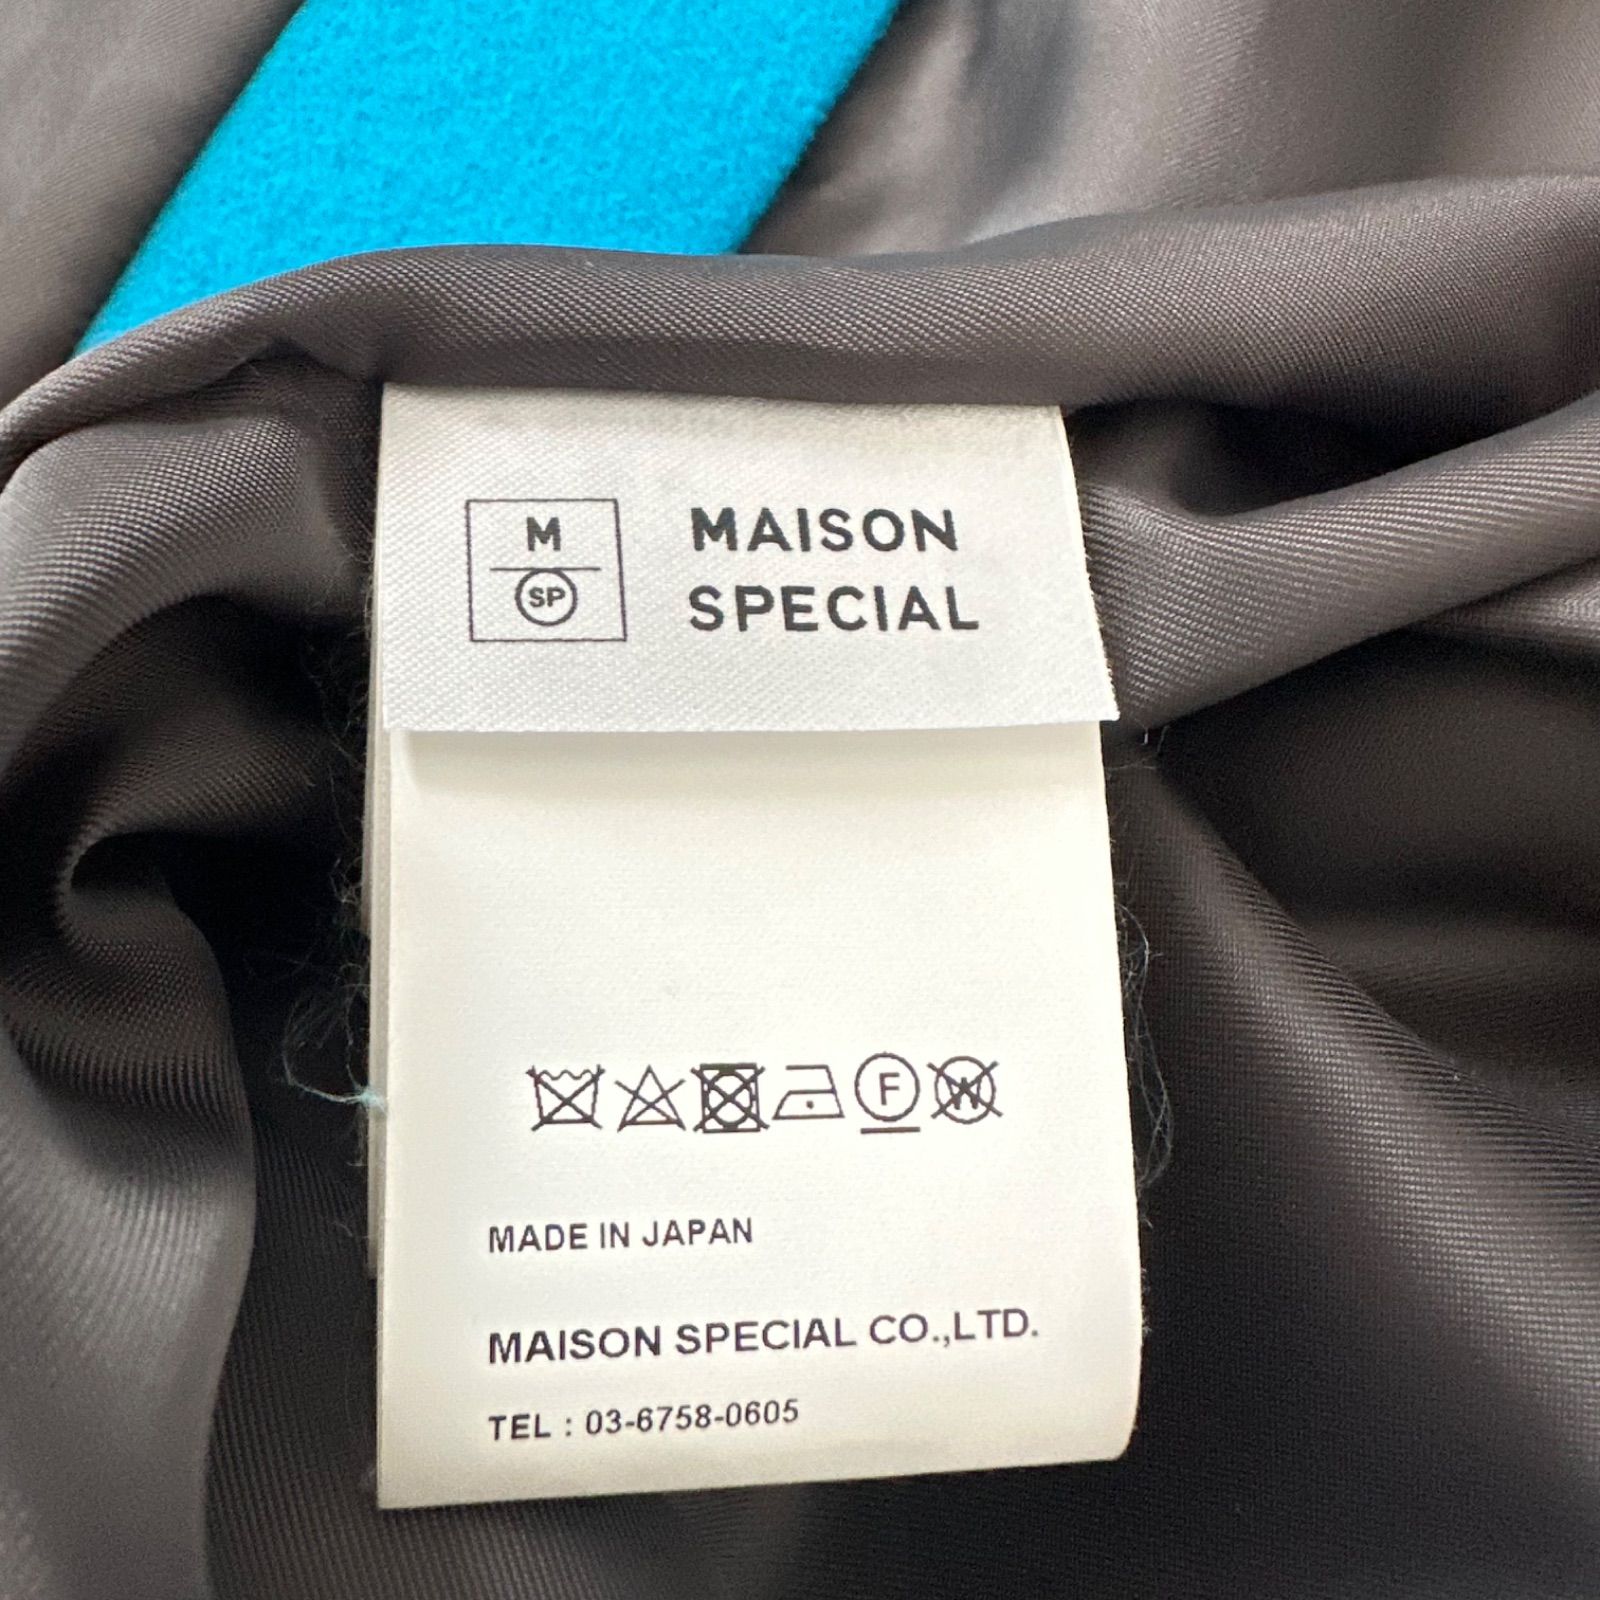 M
SP
MAISON
SPECIAL
F
W
MADE IN JAPAN
MAISON SPECIAL CO.,LTD.
TEL : 03-6758-0605